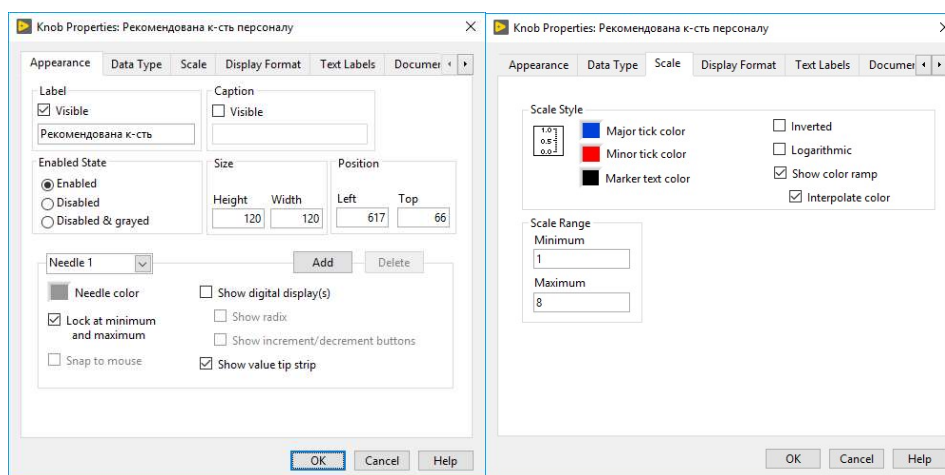 Knob Properties: Рекомендована к-сть персоналу
Appearance Data Type Scale Display Format Text Labels Documer
Label
Visible
Рекомендована к-сть
Caption
Visible
Enabled State
Enabled
Disabled
Disabled & grayed
Size
Height Width
120 120
Position
Left Top
617 66
Needle 1
Add Delete
Needle color
Lock at minimum
and maximum
Snap to mouse
Show digital display(s)
Show radix
Show increment/decrement buttons
Show value tip strip
OK Cancel Help
Knob Properties: Рекомендована к-сть персоналу
Appearance Data Type Scale Display Format Text Labels Documer
Scale Style
1.0
0.5
0.0
Major tick color
Minor tick color
Marker text color
Inverted
Logarithmic
Show color ramp
Interpolate color
Scale Range
Minimum
1
Maximum
8
OK Cancel Help